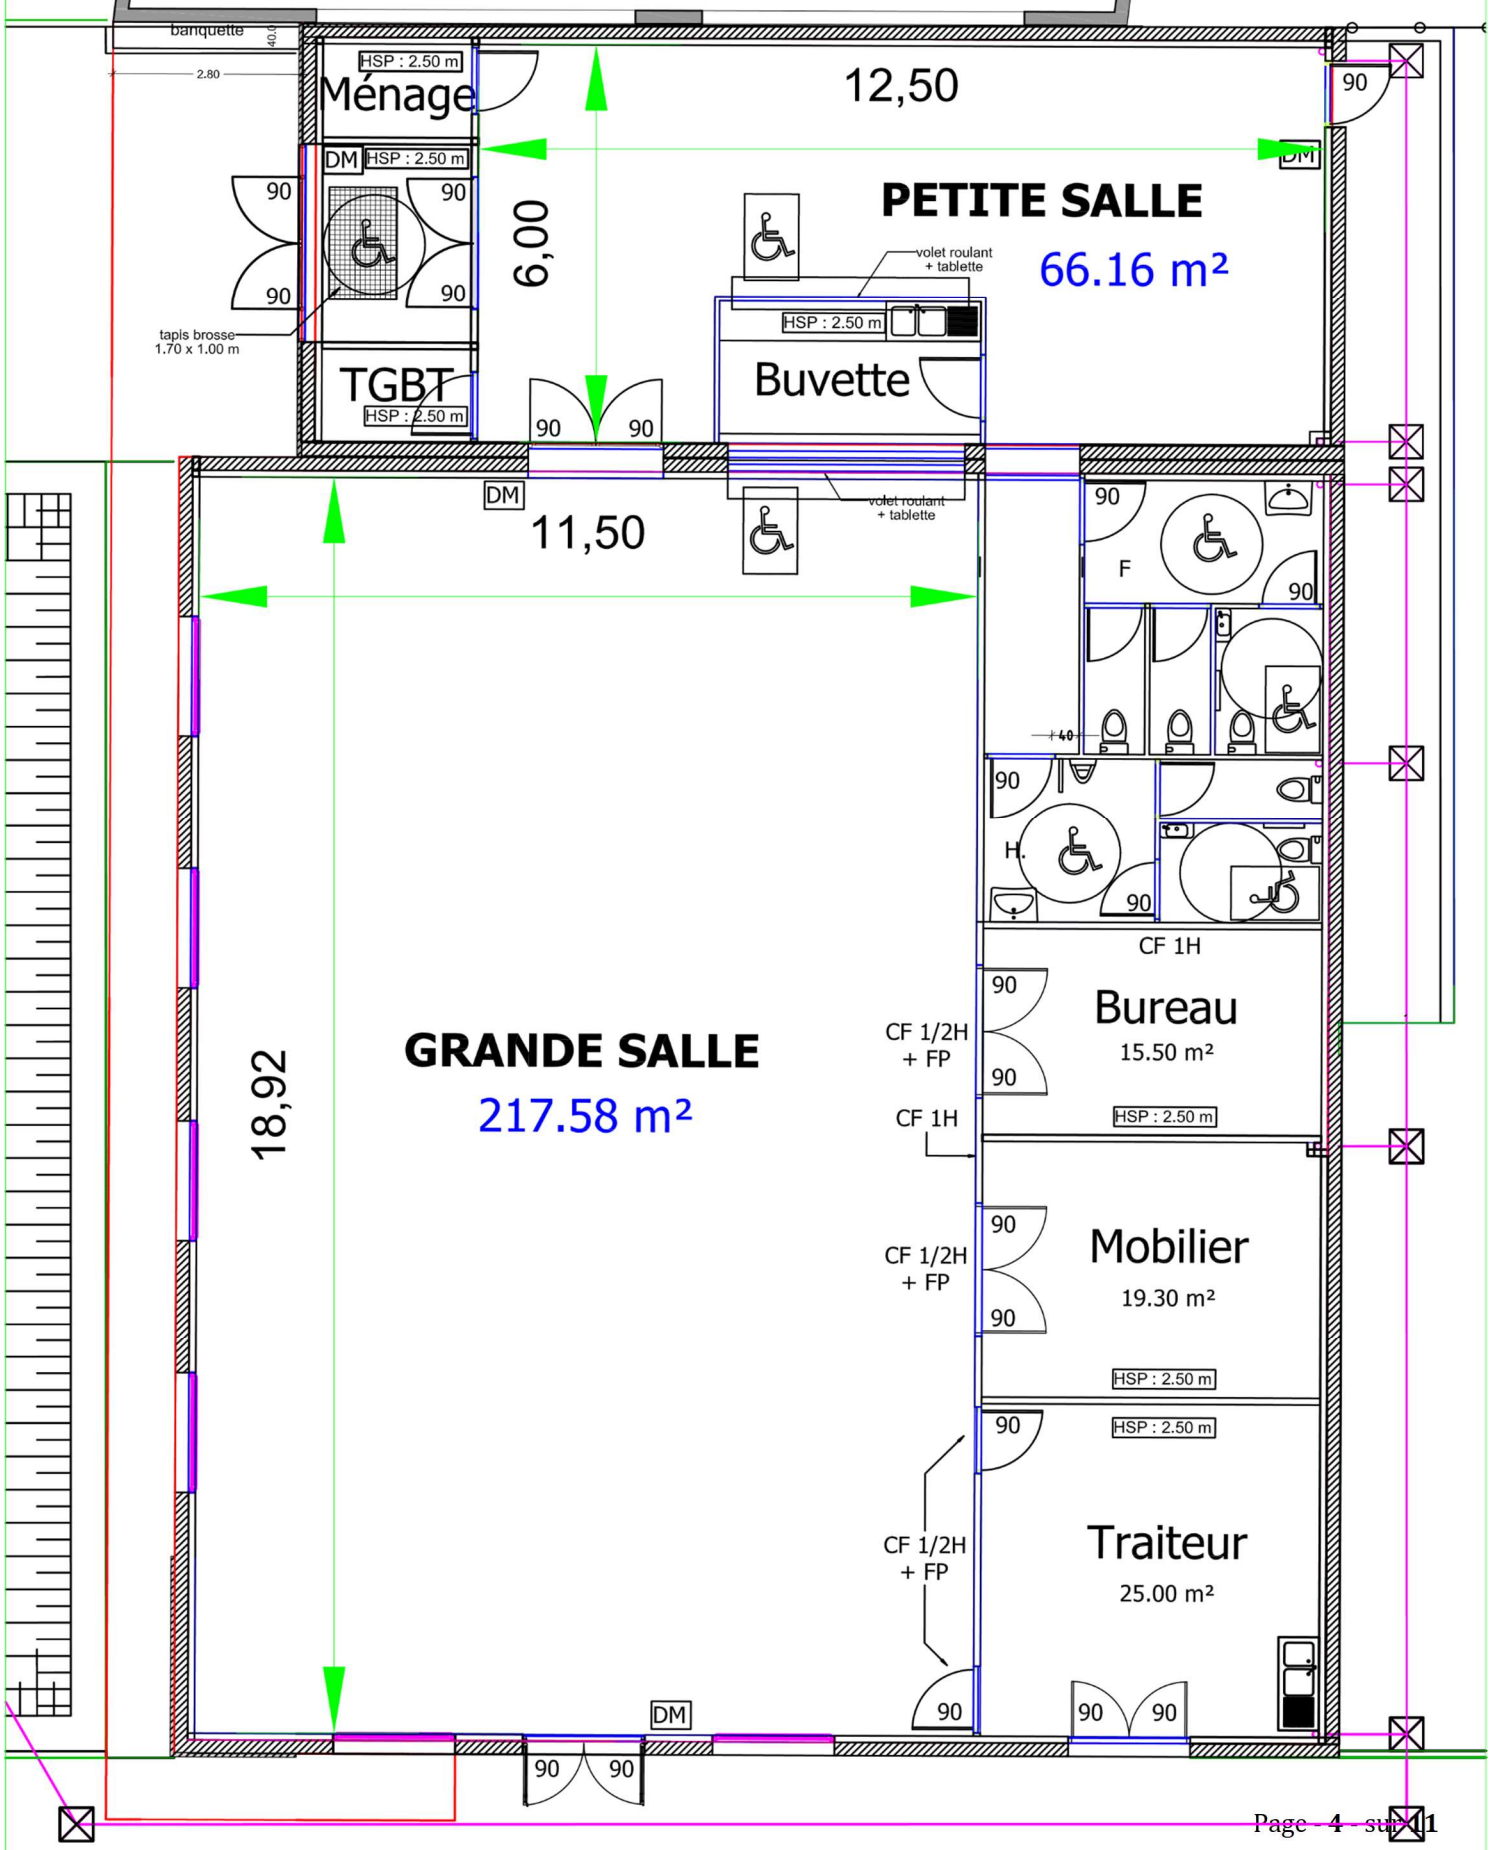 banquette
40.0
2.80
HSP : 2.50 m
Ménage
12,50
90
DM
HSP : 2.50 m
DM
90
90
PETITE SALLE
66.16 m²
6,00
volet roulant
+ tablette
90
90
tapis brosse
1.70 x 1.00 m
HSP : 2.50 m
Buvette
TGBT
HSP : 2.50 m
90
90
DM
11,50
volet roulant
+ tablette
90
F
90
40
90
H.
90
CF 1H
90
Bureau
15.50 m²
CF 1/2H
+ FP
90
CF 1H
HSP : 2.50 m
GRANDE SALLE
217.58 m²
18,92
90
Mobilier
19.30 m²
CF 1/2H
+ FP
90
HSP : 2.50 m
90
HSP : 2.50 m
CF 1/2H
+ FP
Traiteur
25.00 m²
DM
90
90
90
90
90
Page - 4 - sur 11